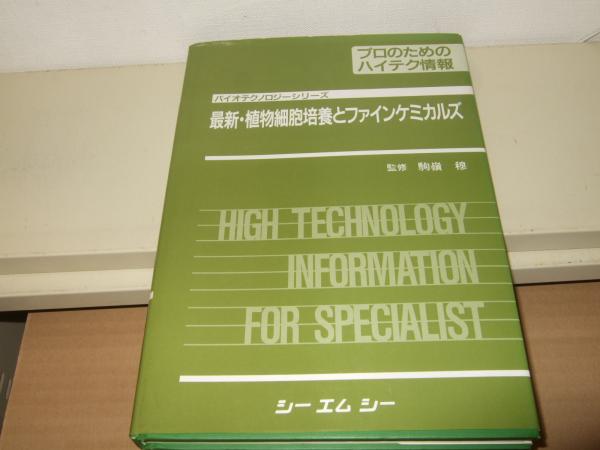 プロのための
ハイテク情報
バイオテクノロジーシリーズ
最新・植物細胞培養とファインケミカルズ
監修 駒嶺 穆
HIGH TECHNOLOGY
INFORMATION
FOR SPECIALIST
シーエムシー